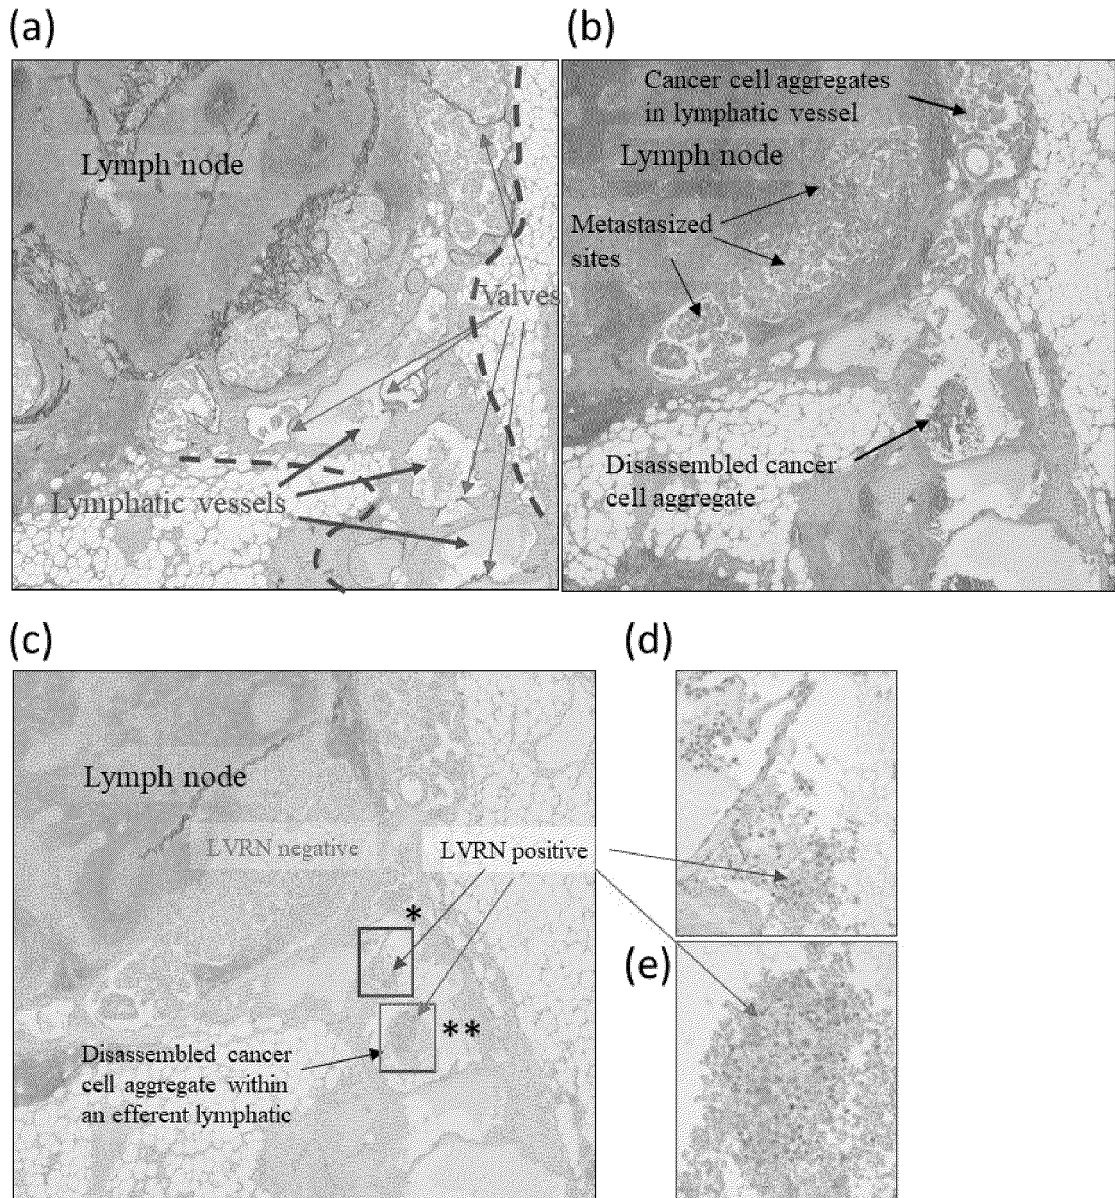 (a)
Lymph node
Valves
Lymphatic vessels
(b)
Cancer cell aggregates
in lymphatic vessel
Lymph node
Metastasized
sites
Disassembled cancer
cell aggregate
(c)
Lymph node
LVRN negative
LVRN positive
*
**
Disassembled cancer
cell aggregate within
an efferent lymphatic
(d)
(e)